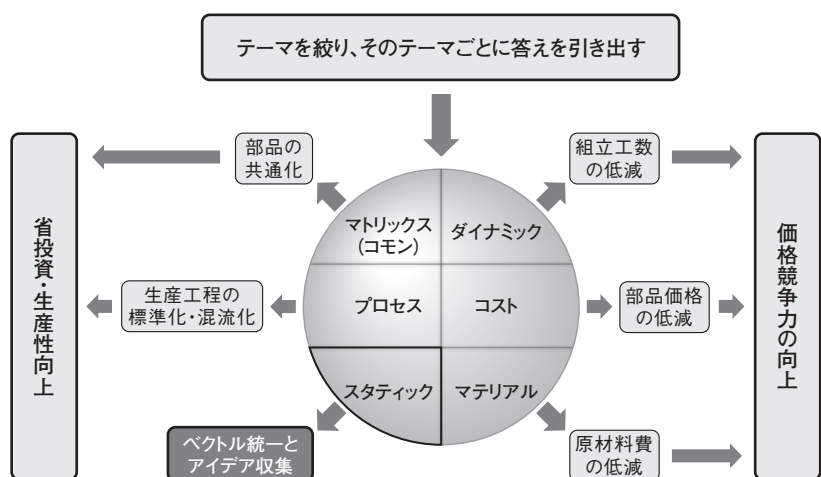 テーマを絞り、そのテーマごとに答えを引き出す
部品の
共通化
組立工数
の低減
省投資・生産性向上
マトリックス
(コモン)
ダイナミック
価格競争力の向上
生産工程の
標準化・混流化
プロセス
コスト
部品価格
の低減
スタティック
マテリアル
ベクトル統一と
アイデア収集
原材料費
の低減